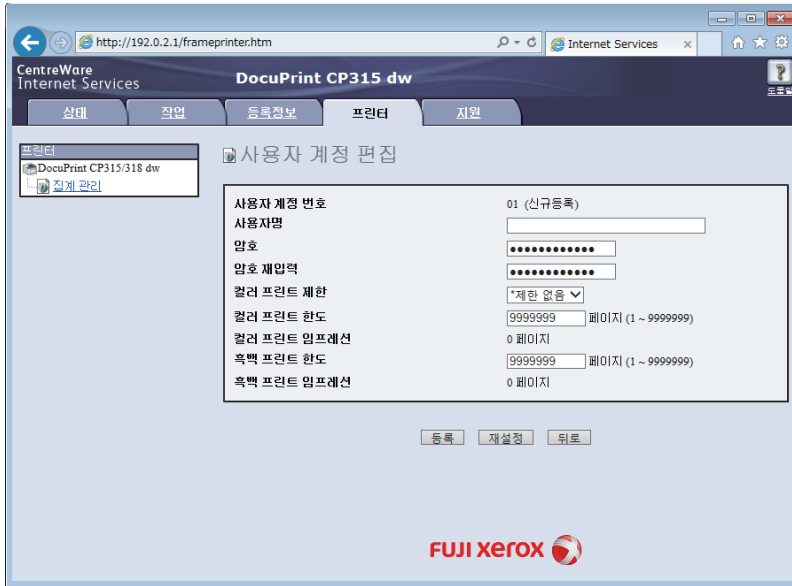 http://192.0.2.1/frameprinter.htm
Internet Services
CentreWare
Internet Services
DocuPrint CP315 dw
도움말
상태 작업 등록정보 프린터 지원
프린터
DocuPrint CP315/318 dw
집계 관리
사용자 계정 편집
사용자 계정 번호 01 (신규등록)
사용자명
암호 ●●●●●●●●●●●●
암호 재입력 ●●●●●●●●●●●●
컬러 프린트 제한 *제한 없음
컬러 프린트 한도 9999999 페이지 (1 ~ 9999999)
컬러 프린트 임프레션 0 페이지
흑백 프린트 한도 9999999 페이지 (1 ~ 9999999)
흑백 프린트 임프레션 0 페이지
등록 재설정 뒤로
FUJI xerox